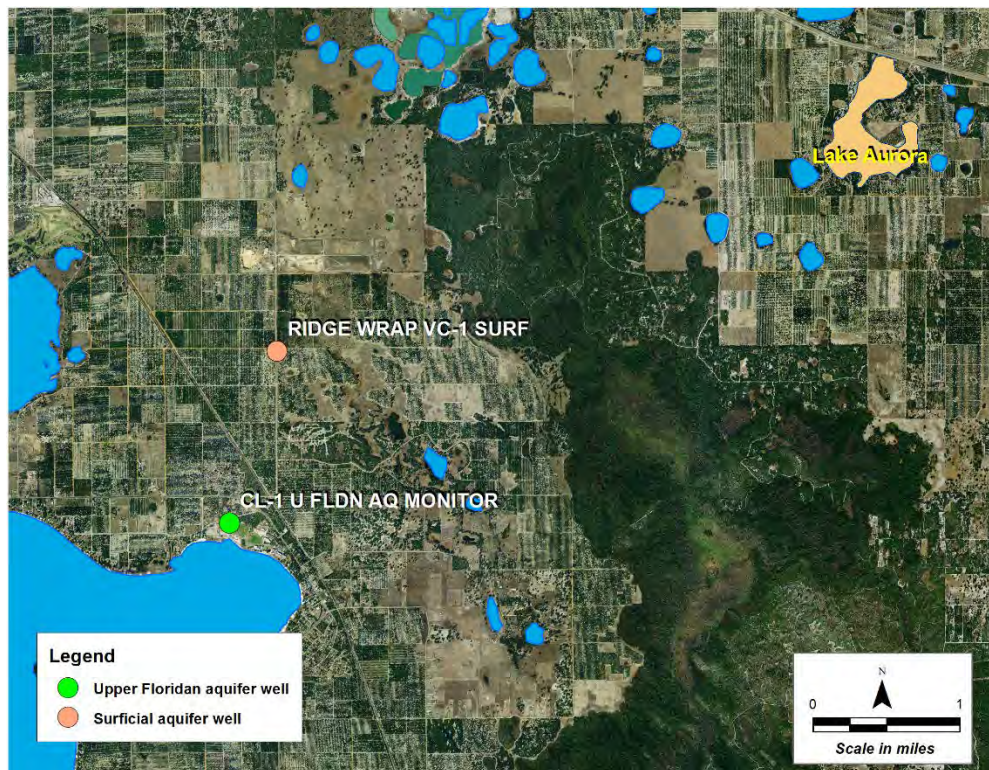 Lake Aurora
RIDGE WRAP VC-1 SURF
CL-1 U FLDN AQ MONITOR
Legend
Upper Floridan aquifer well
Surficial aquifer well
N
0 1
Scale in miles